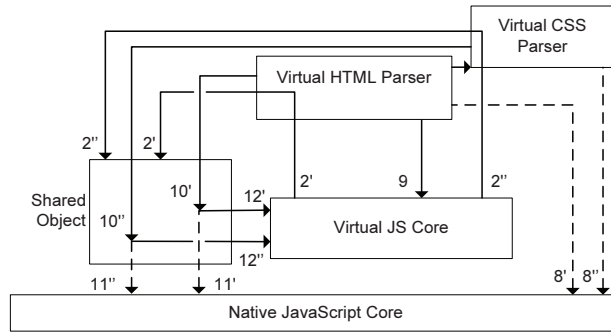 Virtual CSS
Parser
Virtual HTML Parser
2'' 2' 2' 9 2''
Shared
Object
10' 12'
10'' 12''
Virtual JS Core
11'' 11' 8' 8''
Native JavaScript Core